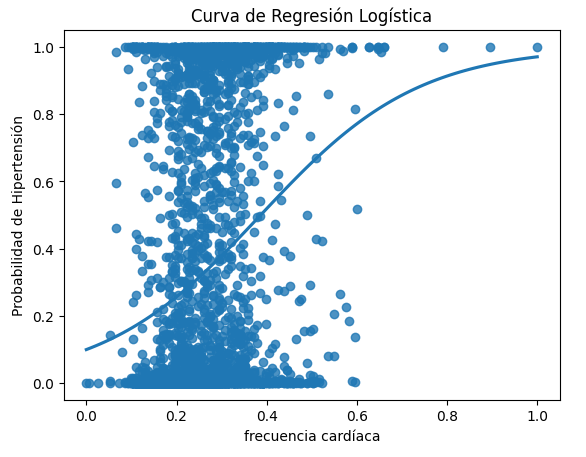 Curva de Regresión Logística
Probabilidad de Hipertensión
1.0
0.8
0.6
0.4
0.2
0.0
0.0 0.2 0.4 0.6 0.8 1.0
frecuencia cardíaca